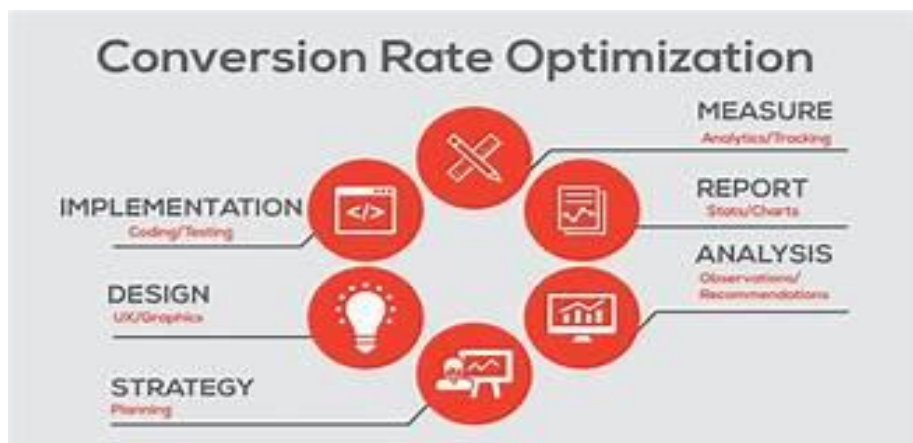 Conversion Rate Optimization
MEASURE
Analytics/Tracking
REPORT
Stats/Charts
ANALYSIS
Observations/
Recommendations
IMPLEMENTATION
Coding/Testing
DESIGN
UX/Graphics
STRATEGY
Planning